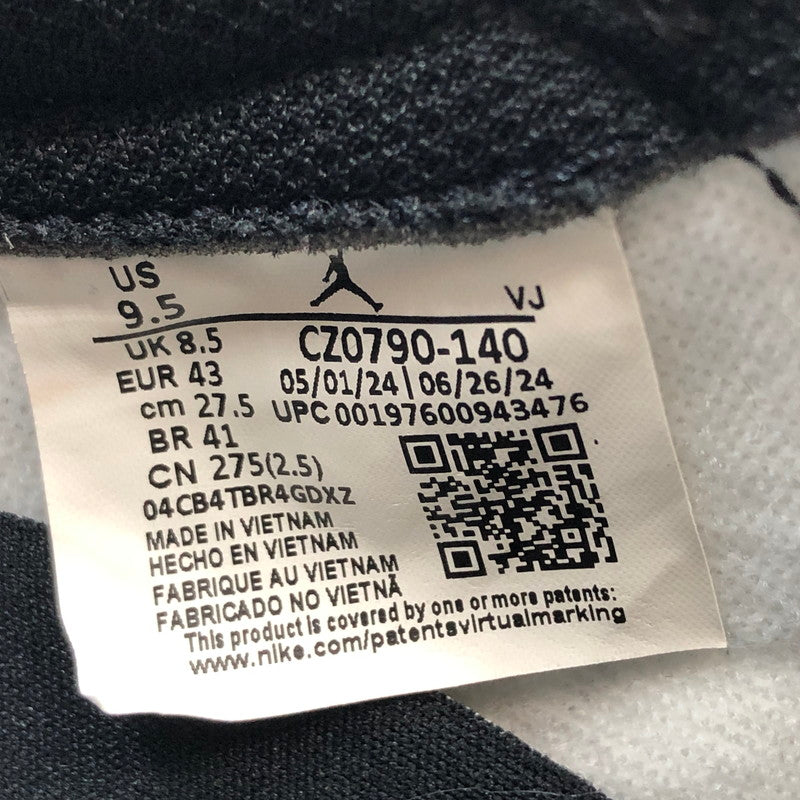 US
9.5
VJ
UK 8.5
CZ0790-140
EUR 43
05/01/24 | 06/26/24
cm 27.5
UPC 00197600943476
BR 41
CN 275(2.5)
04CB4TBR4GDXZ
MADE IN VIETNAM
HECHO EN VIETNAM
FABRIQUE AU VIETNAM
FABRICADO NO VIETNÃ
This product is covered by one or more patents:
www.nike.com/patentsvirtualmarking